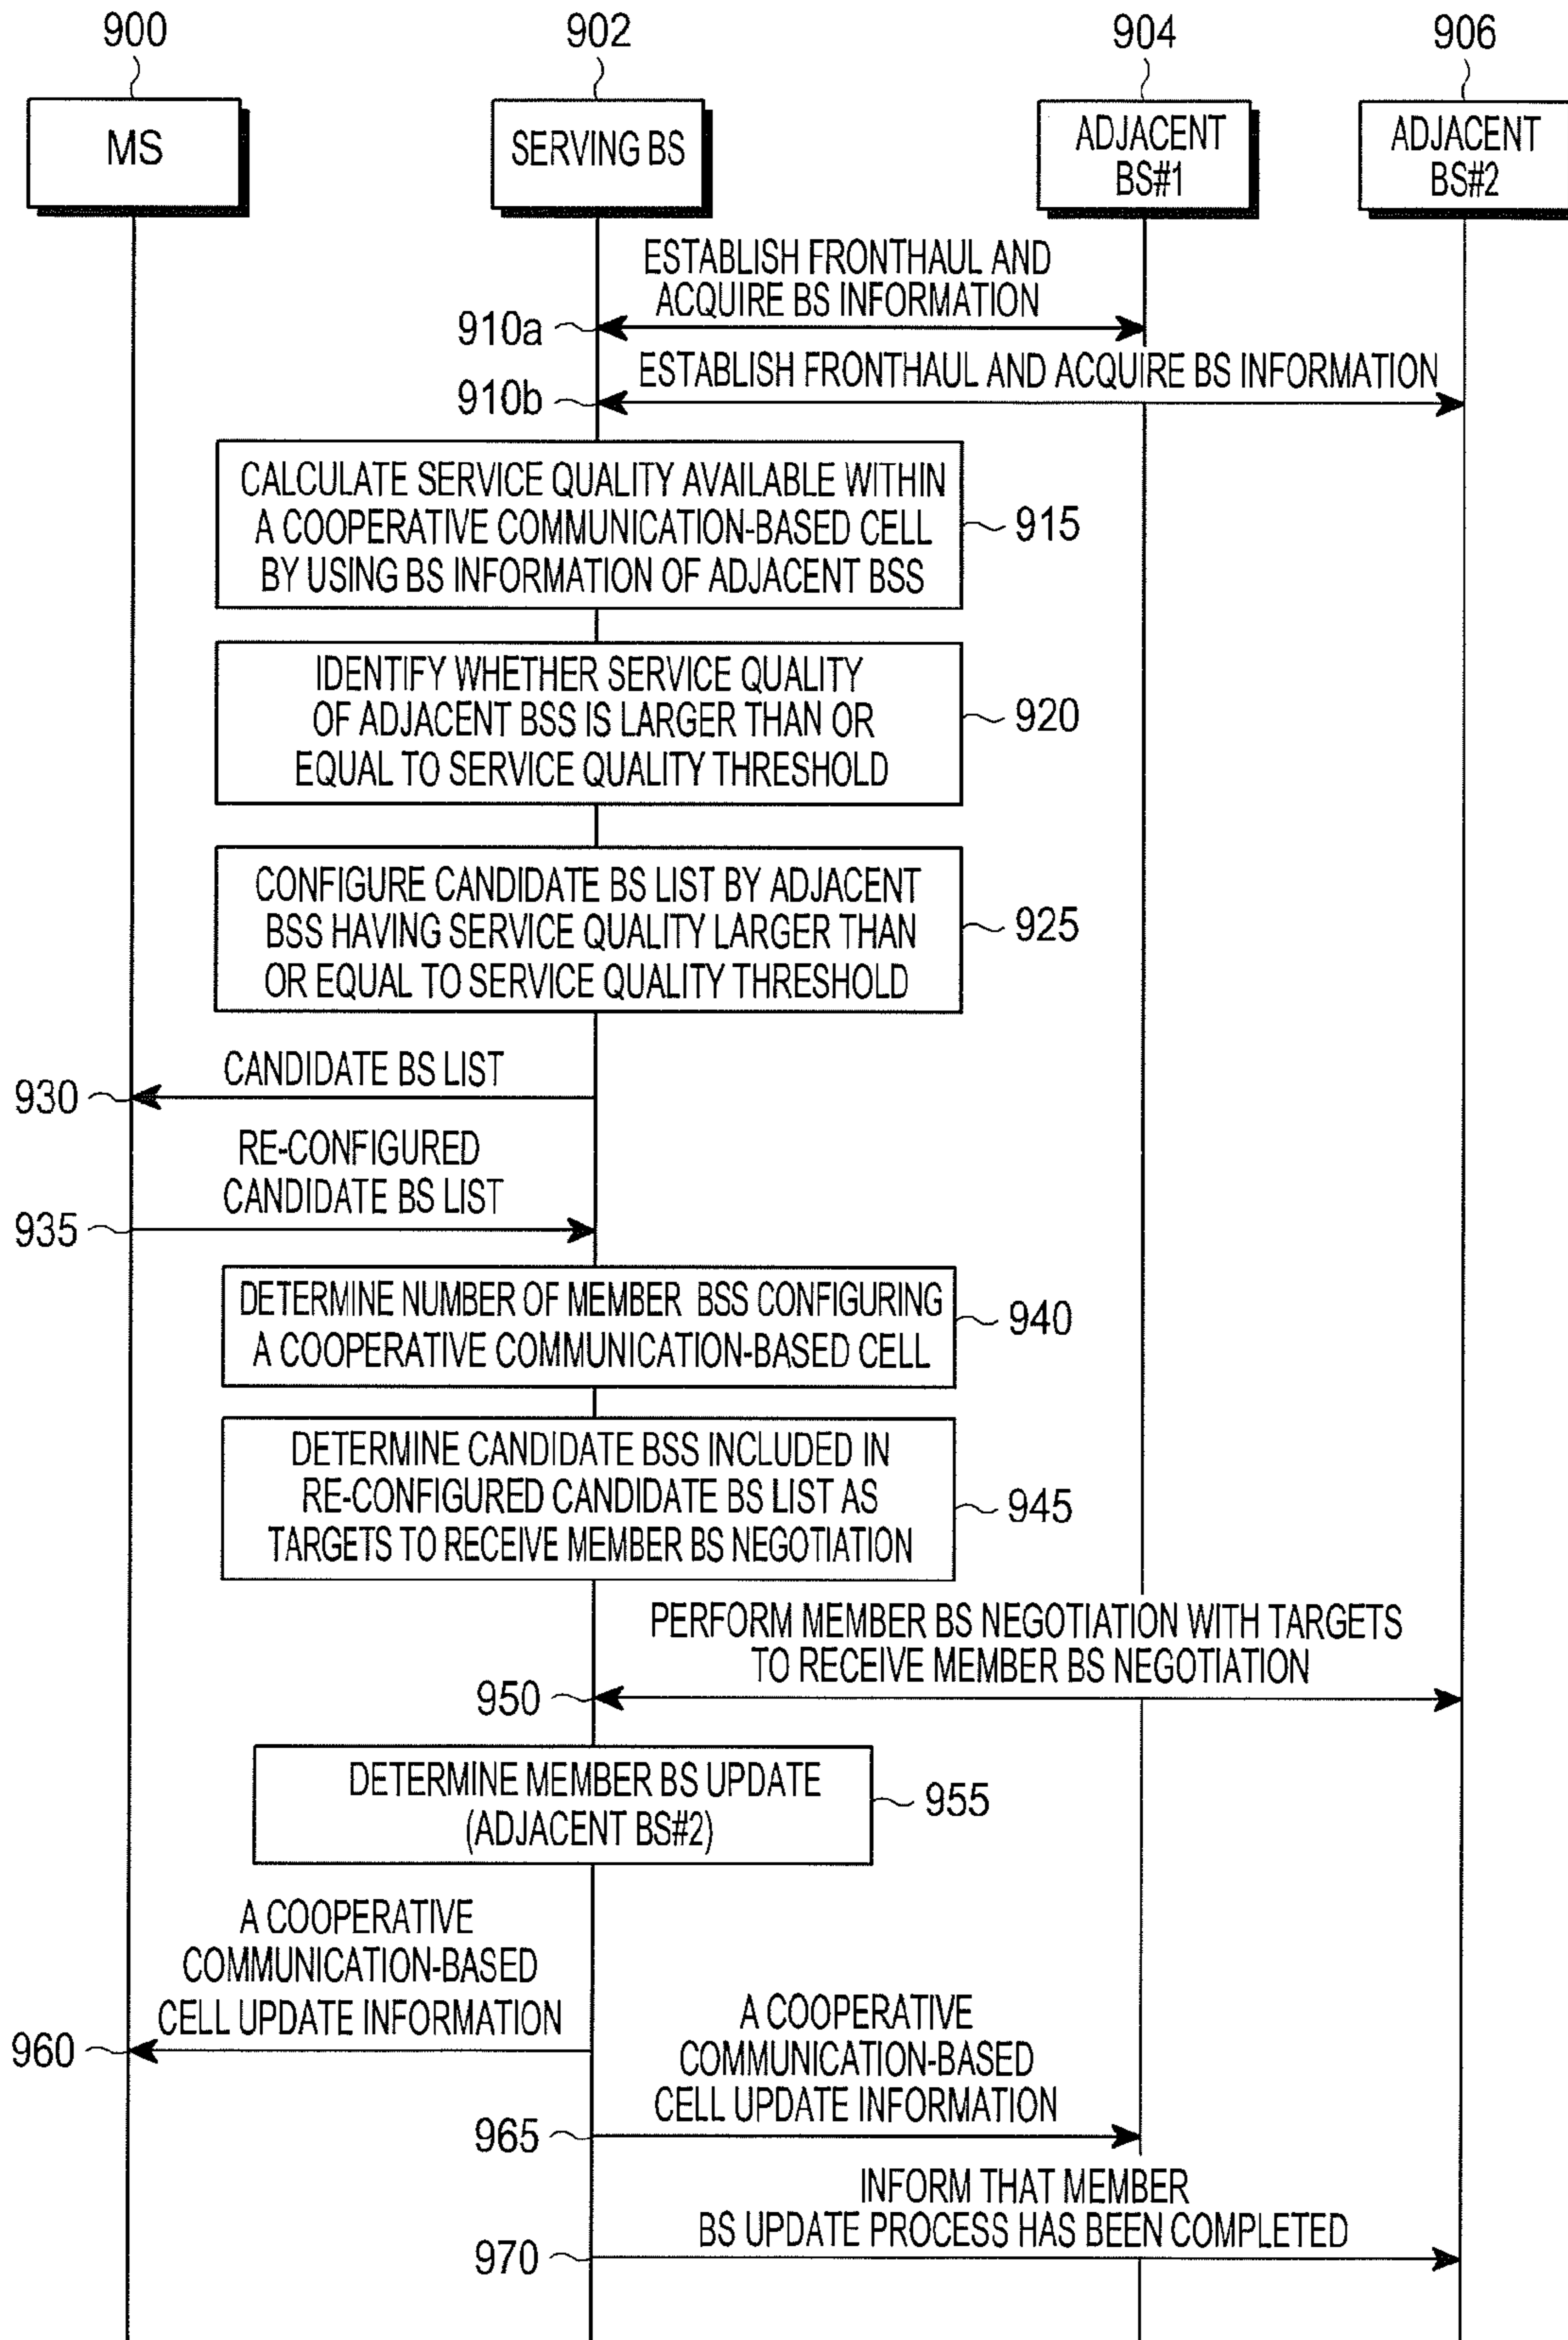 900
902
904
906
MS
SERVING BS
ADJACENT
BS#1
ADJACENT
BS#2
ESTABLISH FRONTHAUL AND
ACQUIRE BS INFORMATION
910a
ESTABLISH FRONTHAUL AND ACQUIRE BS INFORMATION
910b
CALCULATE SERVICE QUALITY AVAILABLE WITHIN
A COOPERATIVE COMMUNICATION-BASED CELL
BY USING BS INFORMATION OF ADJACENT BSS
915
IDENTIFY WHETHER SERVICE QUALITY
OF ADJACENT BSS IS LARGER THAN OR
EQUAL TO SERVICE QUALITY THRESHOLD
920
CONFIGURE CANDIDATE BS LIST BY ADJACENT
BSS HAVING SERVICE QUALITY LARGER THAN
OR EQUAL TO SERVICE QUALITY THRESHOLD
925
CANDIDATE BS LIST
930
RE-CONFIGURED
CANDIDATE BS LIST
935
DETERMINE NUMBER OF MEMBER BSS CONFIGURING
A COOPERATIVE COMMUNICATION-BASED CELL
940
DETERMINE CANDIDATE BSS INCLUDED IN
RE-CONFIGURED CANDIDATE BS LIST AS
TARGETS TO RECEIVE MEMBER BS NEGOTIATION
945
PERFORM MEMBER BS NEGOTIATION WITH TARGETS
TO RECEIVE MEMBER BS NEGOTIATION
950
DETERMINE MEMBER BS UPDATE
(ADJACENT BS#2)
955
A COOPERATIVE
COMMUNICATION-BASED
CELL UPDATE INFORMATION
960
A COOPERATIVE
COMMUNICATION-BASED
CELL UPDATE INFORMATION
965
INFORM THAT MEMBER
BS UPDATE PROCESS HAS BEEN COMPLETED
970